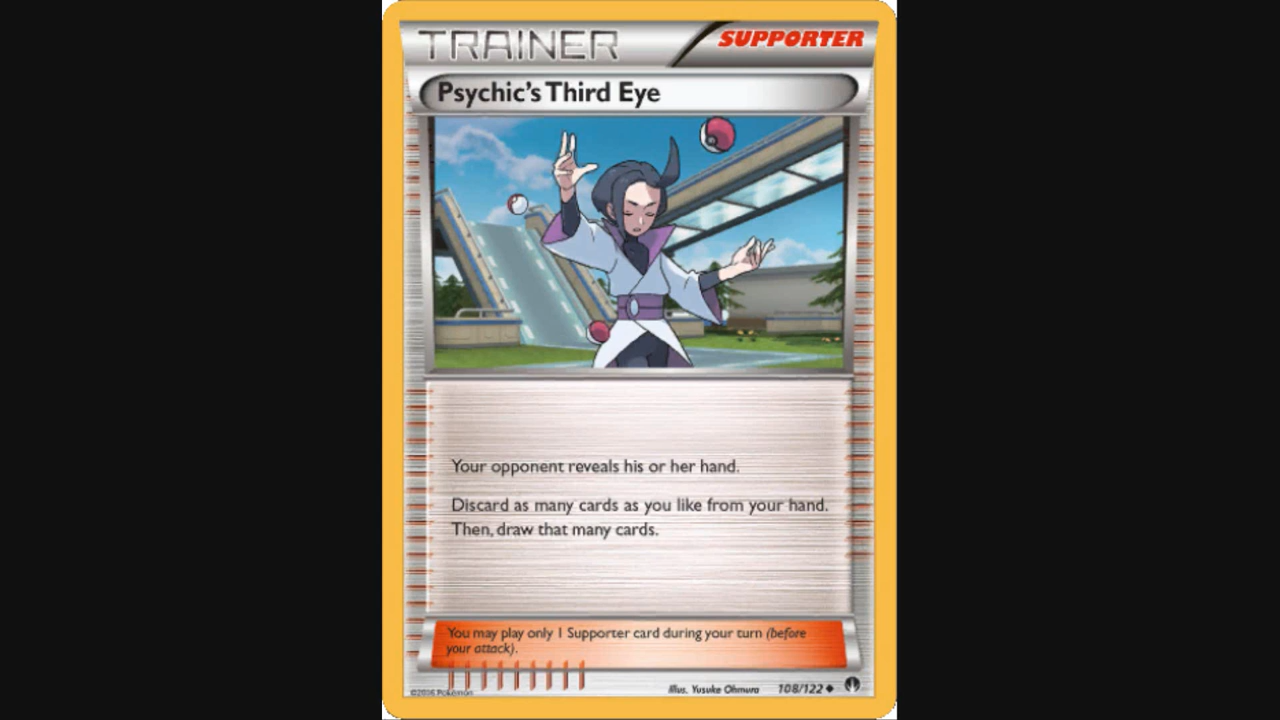 TRAINER SUPPORTER
Psychic's Third Eye
Your opponent reveals his or her hand.
Discard as many cards as you like from your hand.
Then, draw that many cards.
You may play only 1 Supporter card during your turn (before
your attack).
©2016 Pokémon
Illus. Yusuke Ohmura 108/122